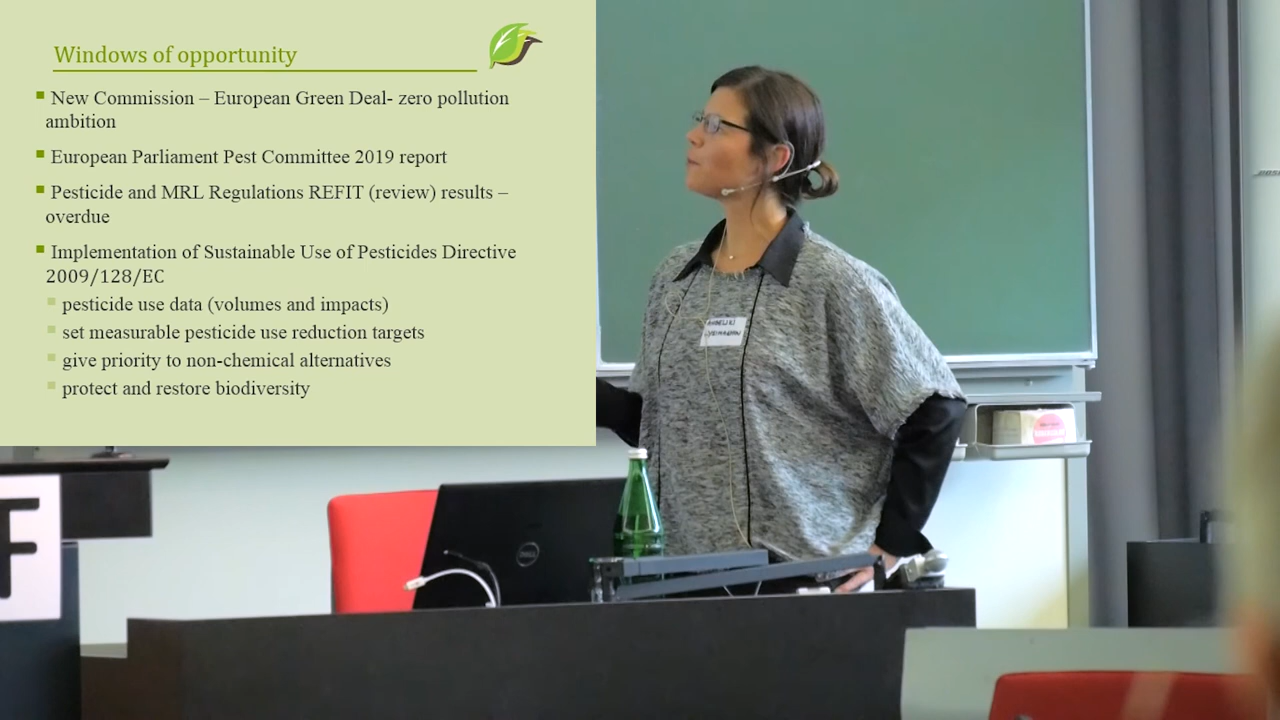 Windows of opportunity
▪ New Commission – European Green Deal- zero pollution
ambition
▪ European Parliament Pest Committee 2019 report
▪ Pesticide and MRL Regulations REFIT (review) results –
overdue
▪ Implementation of Sustainable Use of Pesticides Directive
2009/128/EC
▪ pesticide use data (volumes and impacts)
▪ set measurable pesticide use reduction targets
▪ give priority to non-chemical alternatives
▪ protect and restore biodiversity
DELL
F